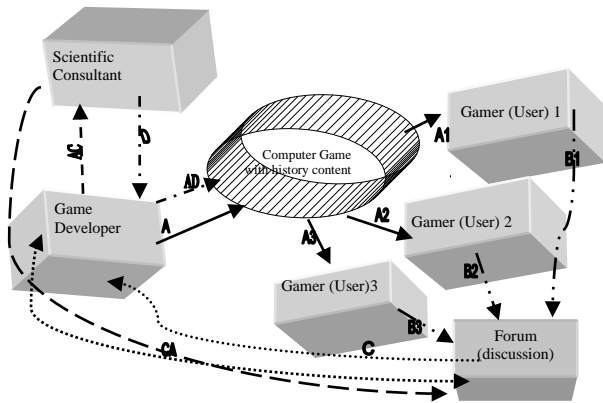 Scientific
Consultant
Gamer (User) 1
A1
B1
D
AC
Computer Game
with history content
AD
Game
Developer
A
A2
Gamer (User) 2
A3
B2
Gamer (User)3
B3
Forum
(discussion)
C
CA